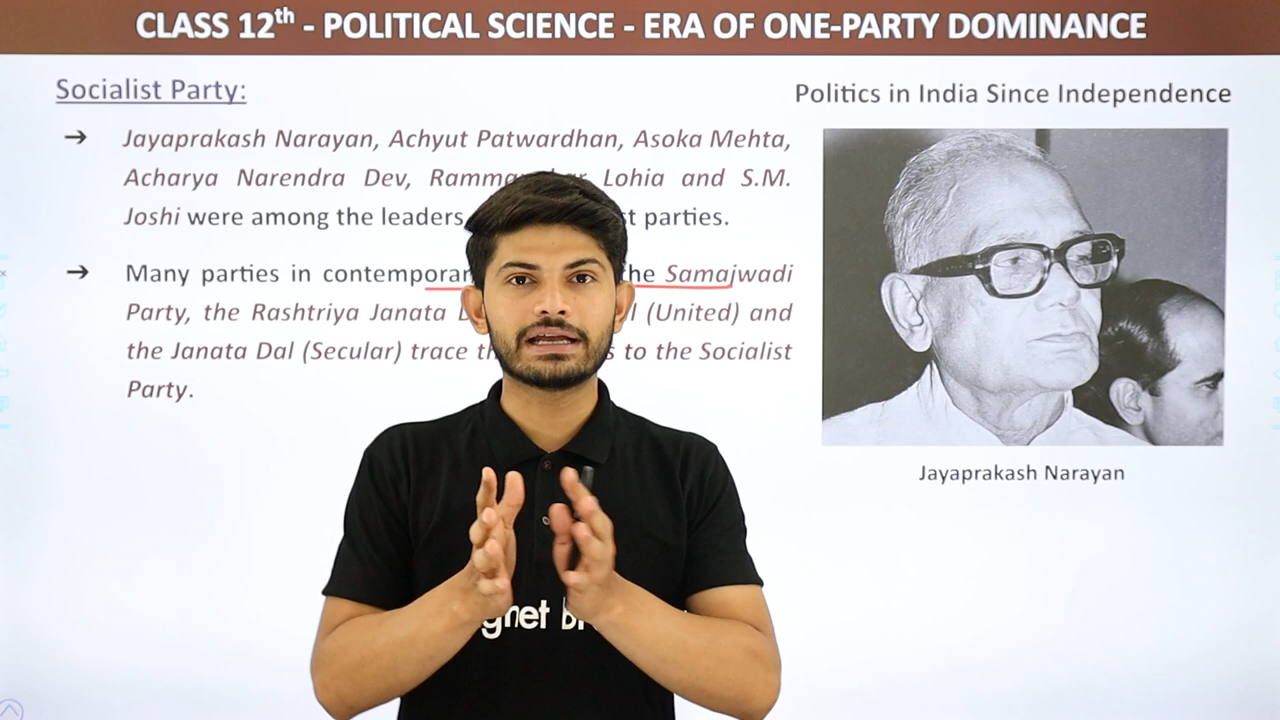 CLASS 12th - POLITICAL SCIENCE - ERA OF ONE-PARTY DOMINANCE
Socialist Party:
➔ Jayaprakash Narayan, Achyut Patwardhan, Asoka Mehta,
Acharya Narendra Dev, Lohia and S.M.
Joshi were among the leaders parties.
➔ Many parties in the Samajwadi
Party, the Rashtriya Janata (United) and
the Janata Dal (Secular) trace to the Socialist
Party.
Politics in India Since Independence
Jayaprakash Narayan